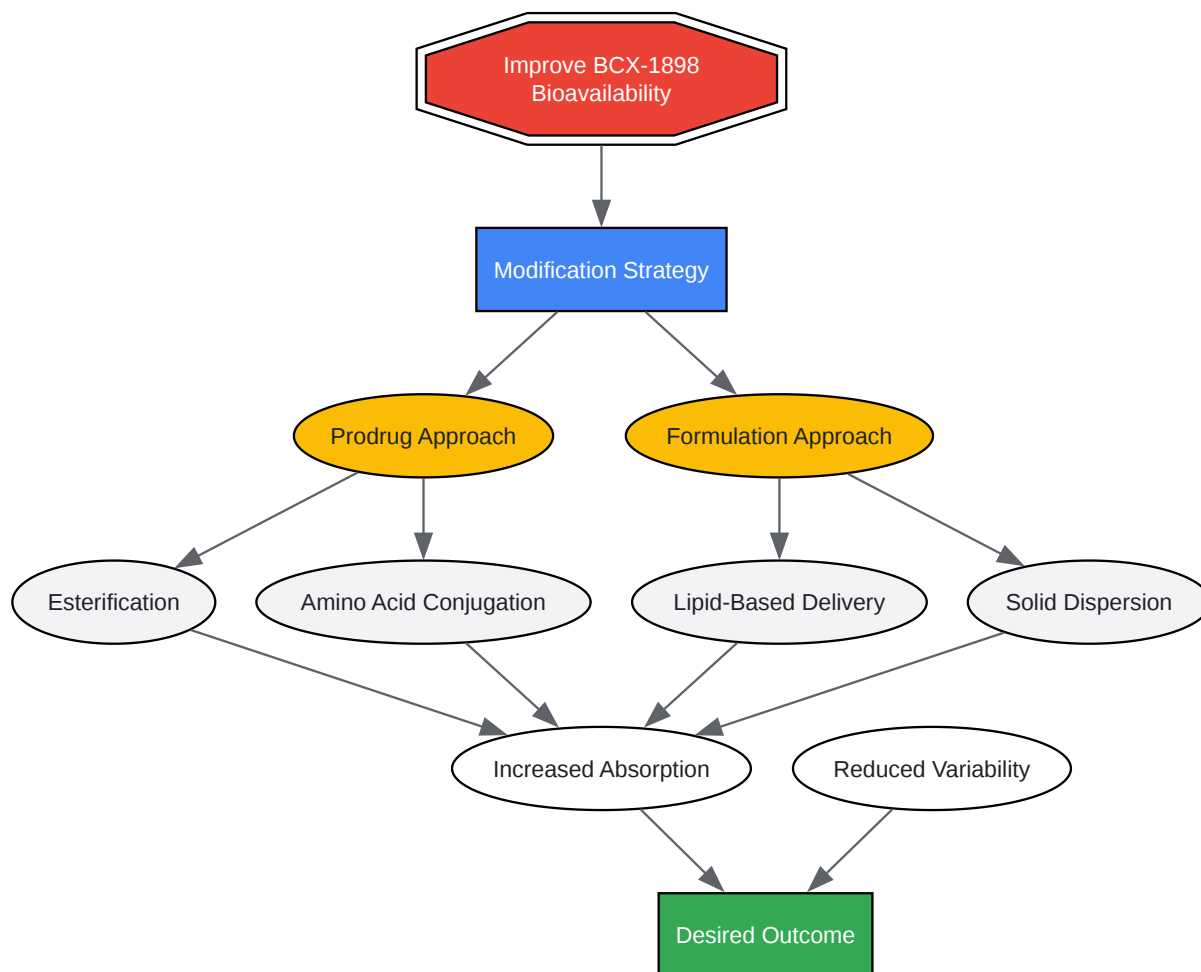 Improve BCX-1898
Bioavailability
Modification Strategy
Prodrug Approach
Formulation Approach
Esterification
Amino Acid Conjugation
Lipid-Based Delivery
Solid Dispersion
Increased Absorption
Reduced Variability
Desired Outcome